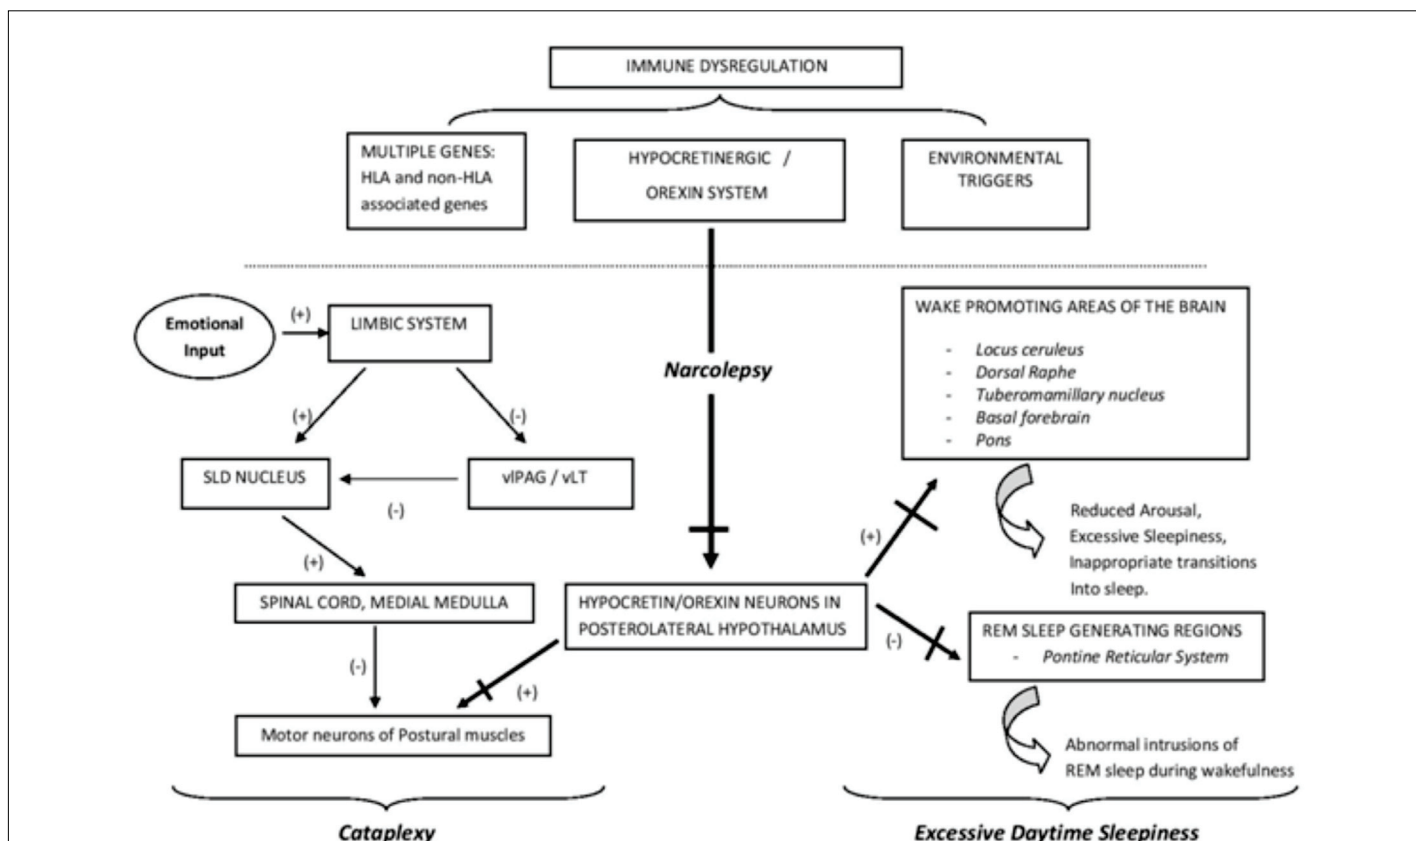 IMMUNE DYSREGULATION
MULTIPLE GENES:
HLA and non-HLA
associated genes
HYPOCRETINERGIC /
OREXIN SYSTEM
ENVIRONMENTAL
TRIGGERS
Emotional
Input
(+)
LIMBIC SYSTEM
(+)
(-)
SLD NUCLEUS
(-)
vlPAG / vLT
(+)
SPINAL CORD, MEDIAL MEDULLA
(-)
Motor neurons of Postural muscles
Cataplexy
Narcolepsy
HYPOCRETIN/OREXIN NEURONS IN
POSTEROLATERAL HYPOTHALAMUS
(+)
(+)
(-)
WAKE PROMOTING AREAS OF THE BRAIN
- Locus ceruleus
- Dorsal Raphe
- Tuberomamillary nucleus
- Basal forebrain
- Pons
Reduced Arousal,
Excessive Sleepiness,
Inappropriate transitions
Into sleep.
REM SLEEP GENERATING REGIONS
- Pontine Reticular System
Abnormal intrusions of
REM sleep during wakefulness
Excessive Daytime Sleepiness